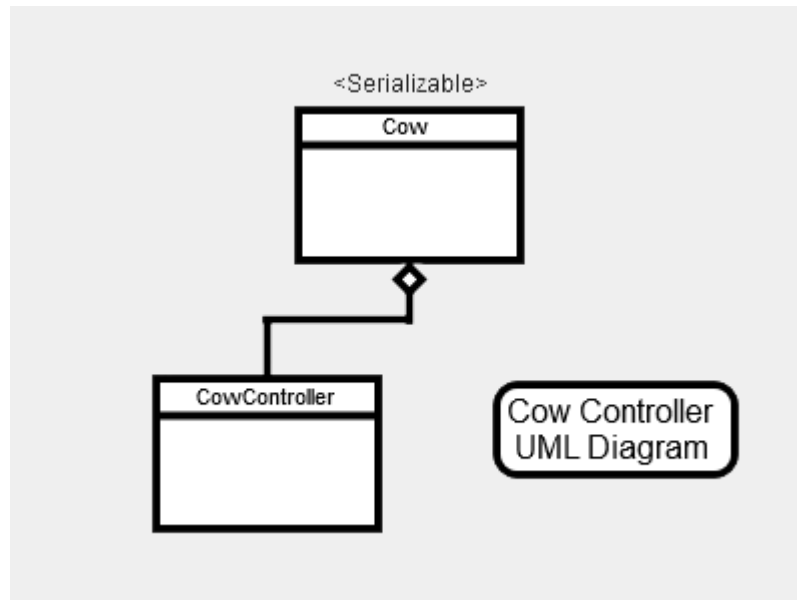 <Serializable>
Cow
CowController
Cow Controller
UML Diagram